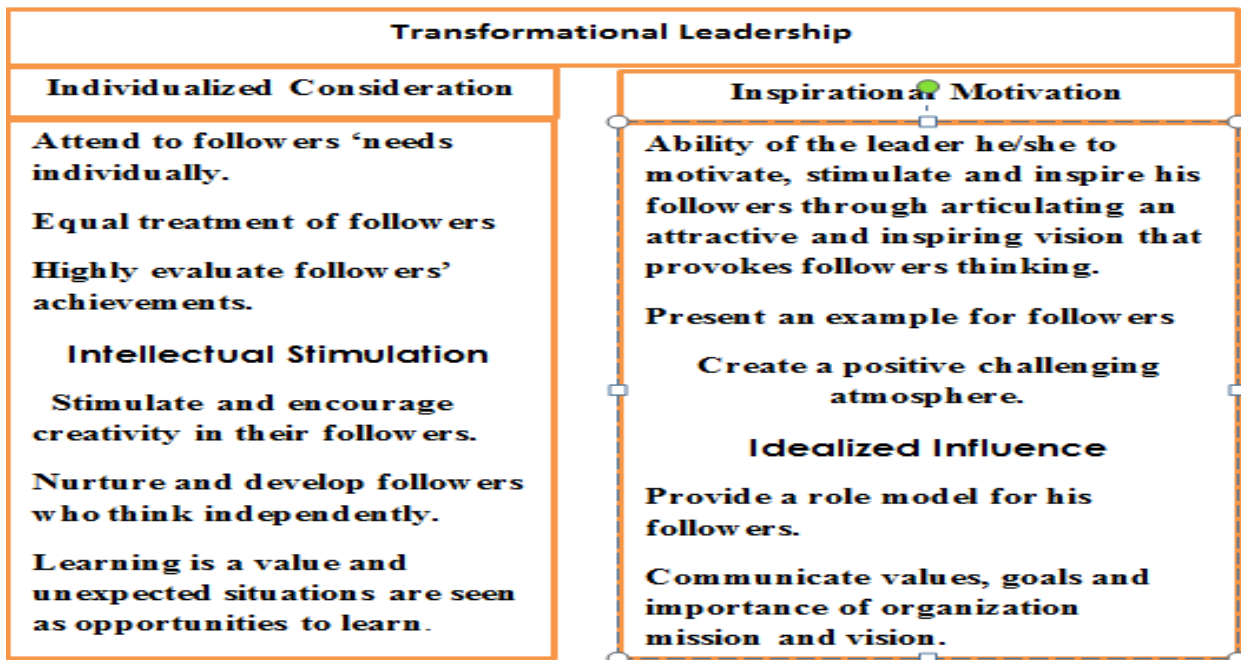 Transformational Leadership
Individualized Consideration
Attend to followers ‘needs
individually.
Equal treatment of followers
Highly evaluate followers’
achievements.
Intellectual Stimulation
Stimulate and encourage
creativity in their followers.
Nurture and develop followers
who think independently.
Learning is a value and
unexpected situations are seen
as opportunities to learn.
Inspirational Motivation
Ability of the leader he/she to
motivate, stimulate and inspire his
followers through articulating an
attractive and inspiring vision that
provokes followers thinking.
Present an example for followers
Create a positive challenging
atmosphere.
Idealized Influence
Provide a role model for his
followers.
Communicate values, goals and
importance of organization
mission and vision.